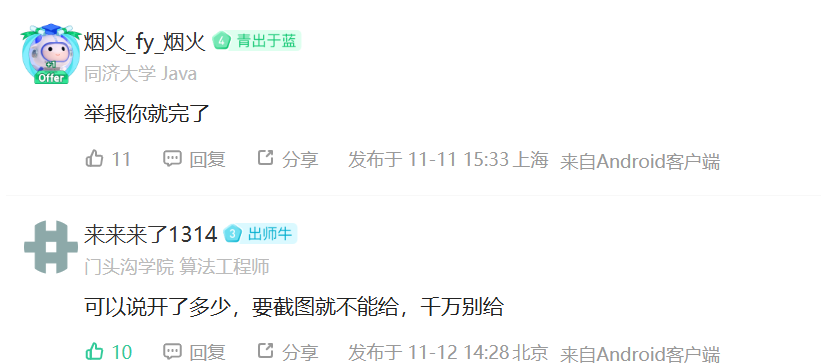 烟火_fy_烟火 4 青出于蓝
+1
Offer
同济大学 Java
举报你就完了
11 回复 分享 发布于 11-11 15:33上海 来自Android客户端
来来来了1314 3 出师牛
门头沟学院 算法工程师
可以说开了多少，要截图就不能给，千万别给
10 回复 分享 发布于 11-12 14:28北京 来自Android客户端